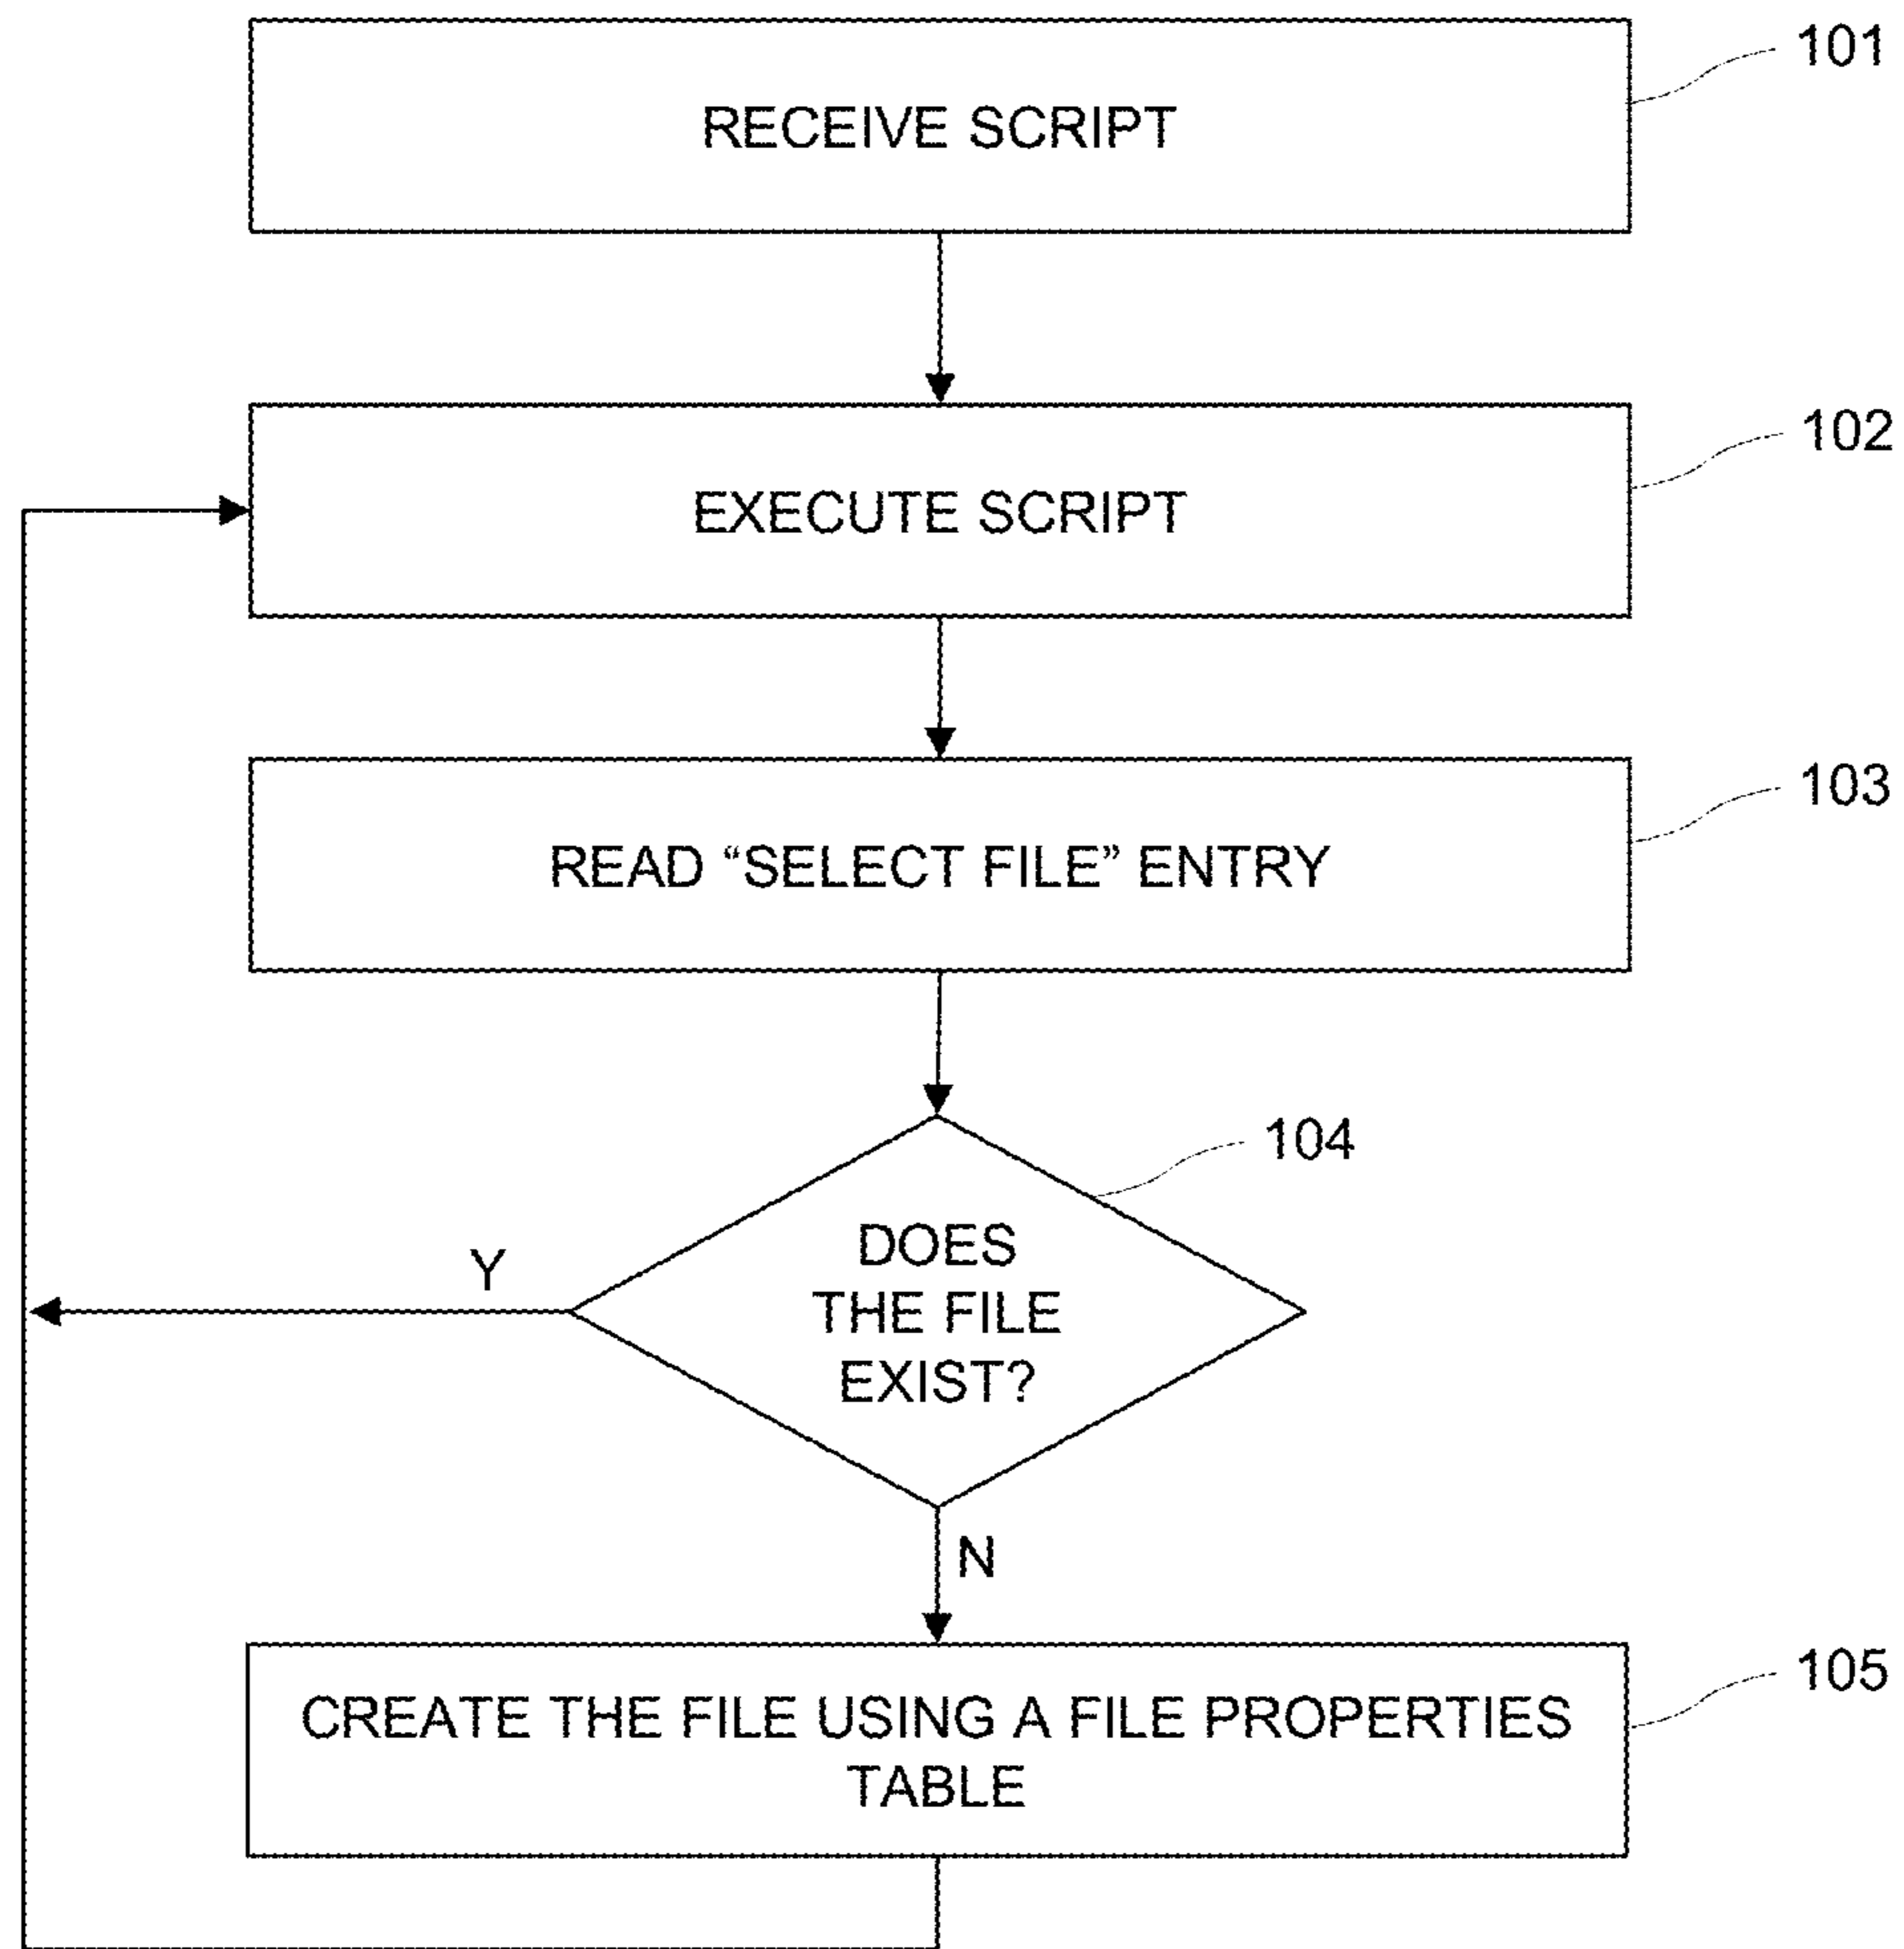 101
RECEIVE SCRIPT
102
EXECUTE SCRIPT
103
READ “SELECT FILE” ENTRY
104
DOES
THE FILE
EXIST?
Y
N
105
CREATE THE FILE USING A FILE PROPERTIES
TABLE